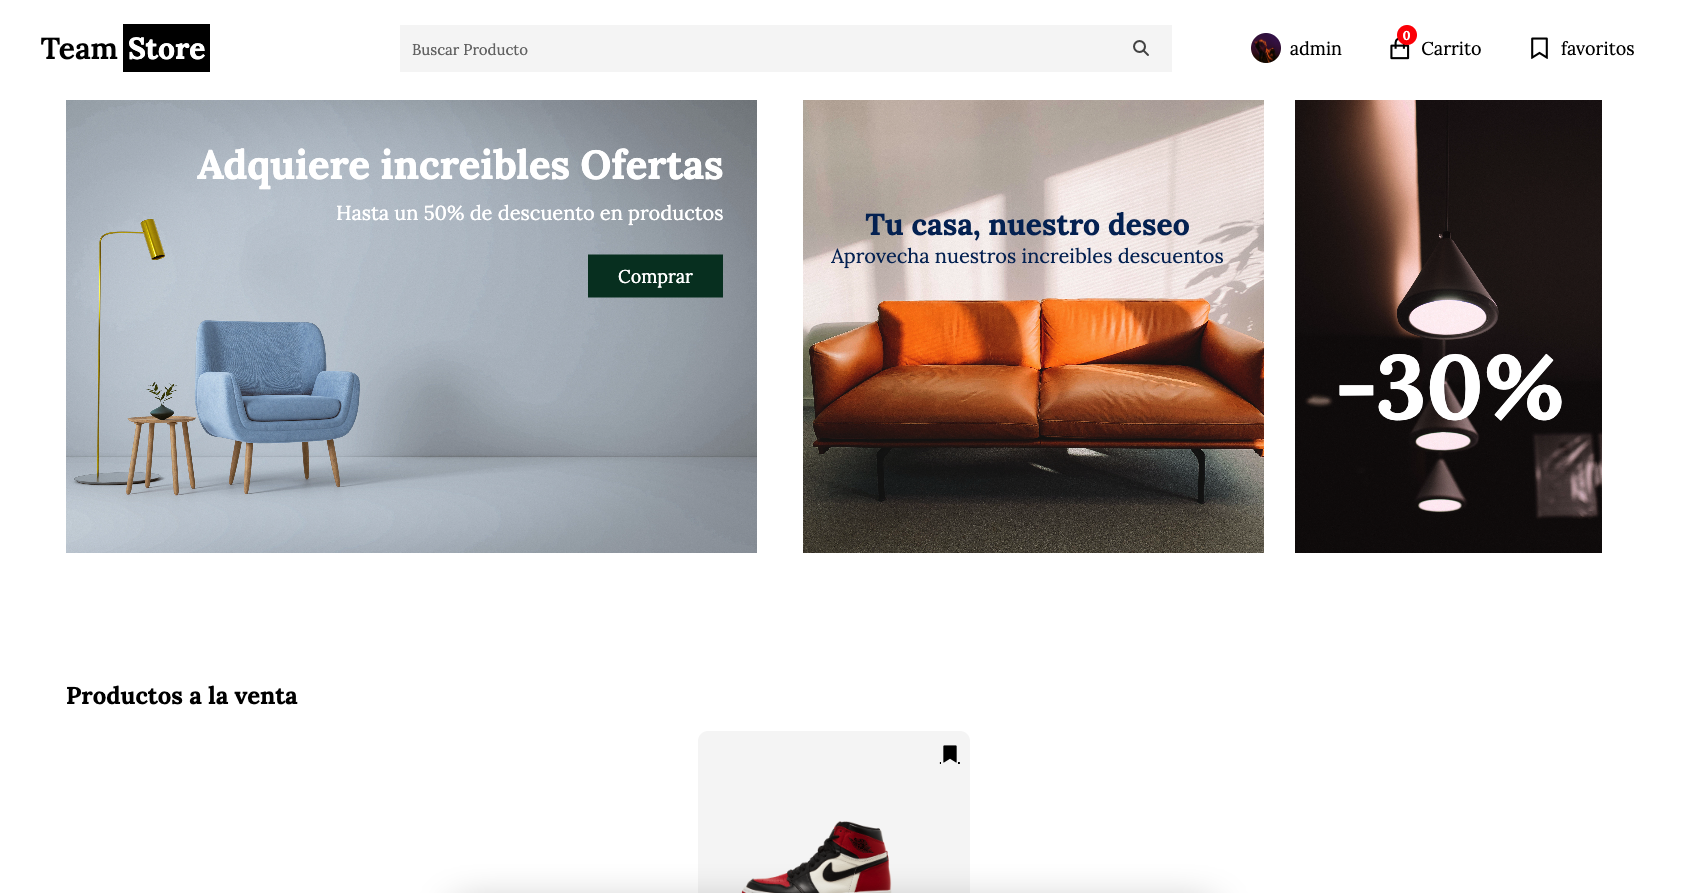 Team Store
Buscar Producto
admin
0
Carrito
favoritos
Adquiere increibles Ofertas
Hasta un 50% de descuento en productos
Comprar
Tu casa, nuestro deseo
Aprovecha nuestros increibles descuentos
-30%
Productos a la venta